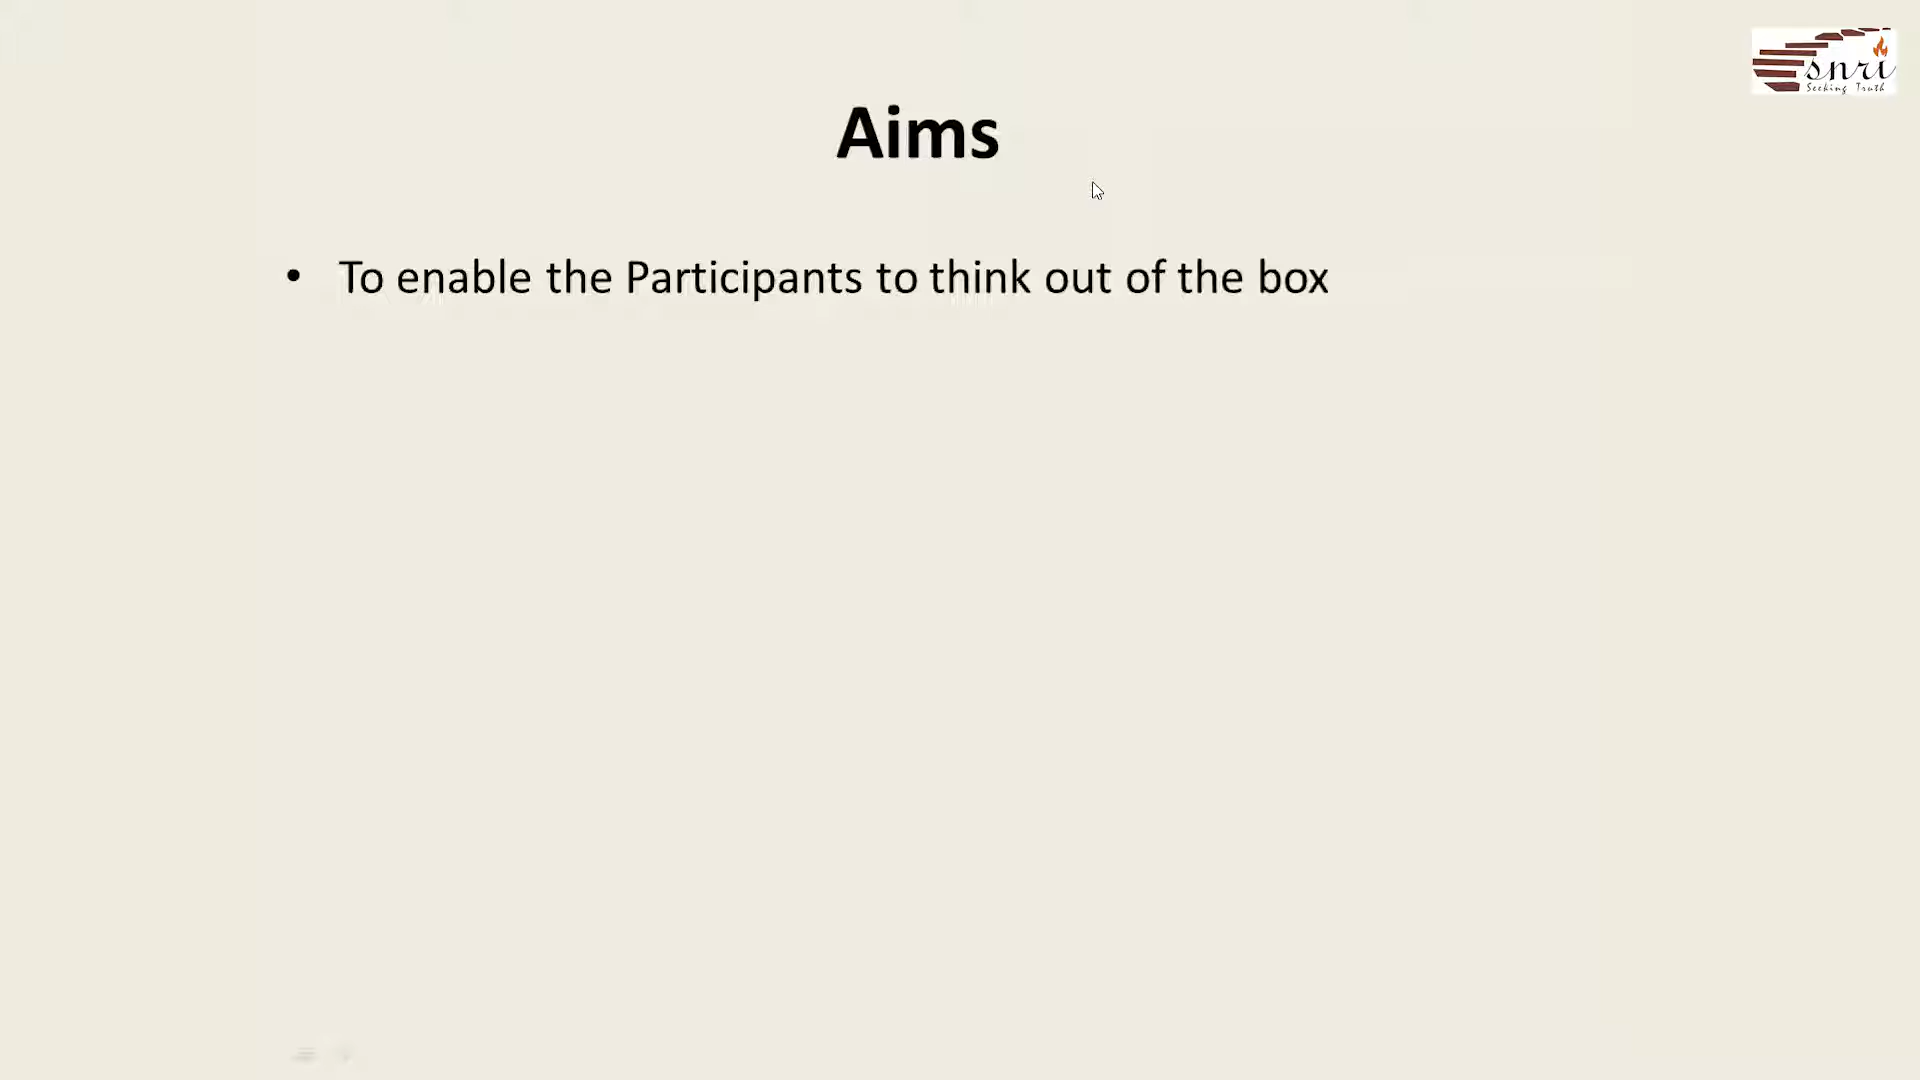 snri
Seeking Truth
Aims
• To enable the Participants to think out of the box